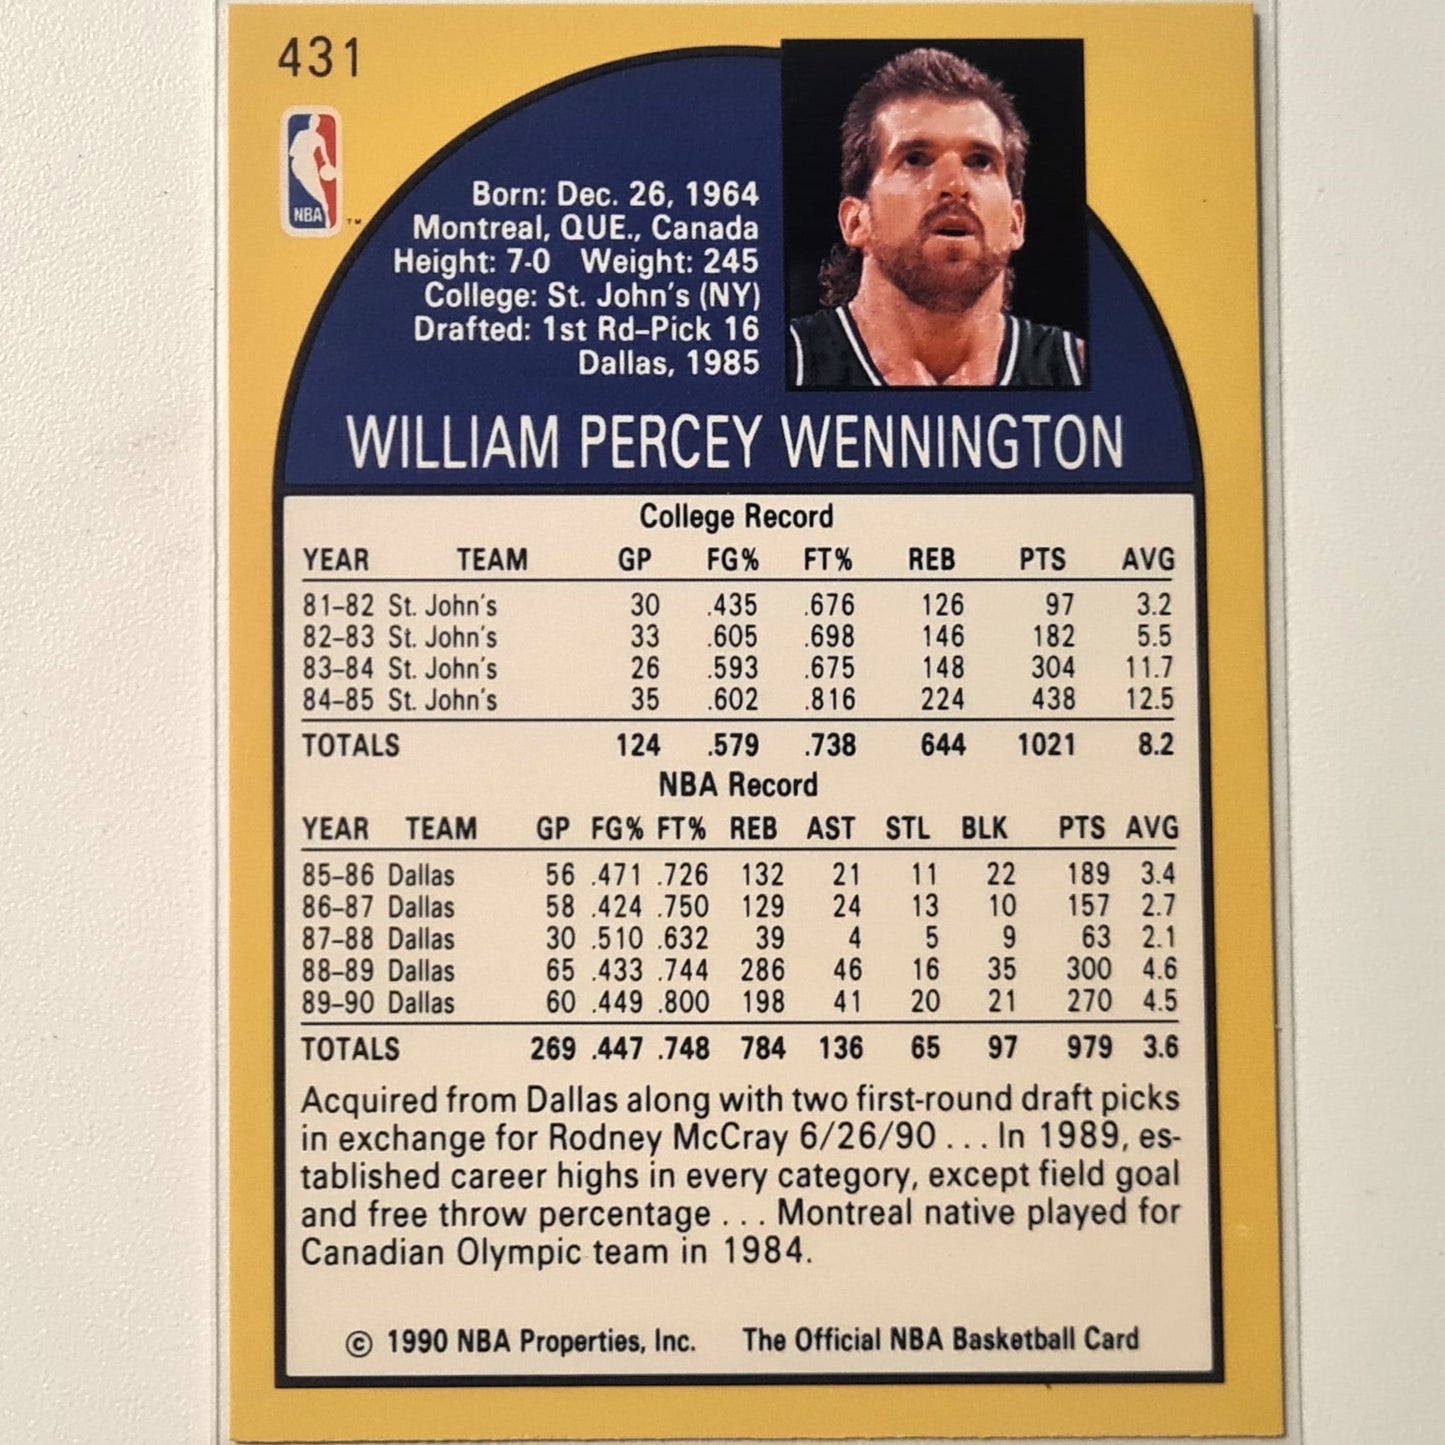 431
NBA
TM
Born: Dec. 26, 1964
Montreal, QUE., Canada
Height: 7-0 Weight: 245
College: St. John's (NY)
Drafted: 1st Rd–Pick 16
Dallas, 1985
WILLIAM PERCEY WENNINGTON
College Record
YEAR TEAM GP FG% FT% REB PTS AVG
81–82 St. John's 30 .435 .676 126 97 3.2
82–83 St. John's 33 .605 .698 146 182 5.5
83–84 St. John's 26 .593 .675 148 304 11.7
84–85 St. John's 35 .602 .816 224 438 12.5
TOTALS 124 .579 .738 644 1021 8.2
NBA Record
YEAR TEAM GP FG% FT% REB AST STL BLK PTS AVG
85–86 Dallas 56 .471 .726 132 21 11 22 189 3.4
86–87 Dallas 58 .424 .750 129 24 13 10 157 2.7
87–88 Dallas 30 .510 .632 39 4 5 9 63 2.1
88–89 Dallas 65 .433 .744 286 46 16 35 300 4.6
89–90 Dallas 60 .449 .800 198 41 20 21 270 4.5
TOTALS 269 .447 .748 784 136 65 97 979 3.6
Acquired from Dallas along with two first-round draft picks
in exchange for Rodney McCray 6/26/90 . . . In 1989, es-
tablished career highs in every category, except field goal
and free throw percentage . . . Montreal native played for
Canadian Olympic team in 1984.
© 1990 NBA Properties, Inc. The Official NBA Basketball Card